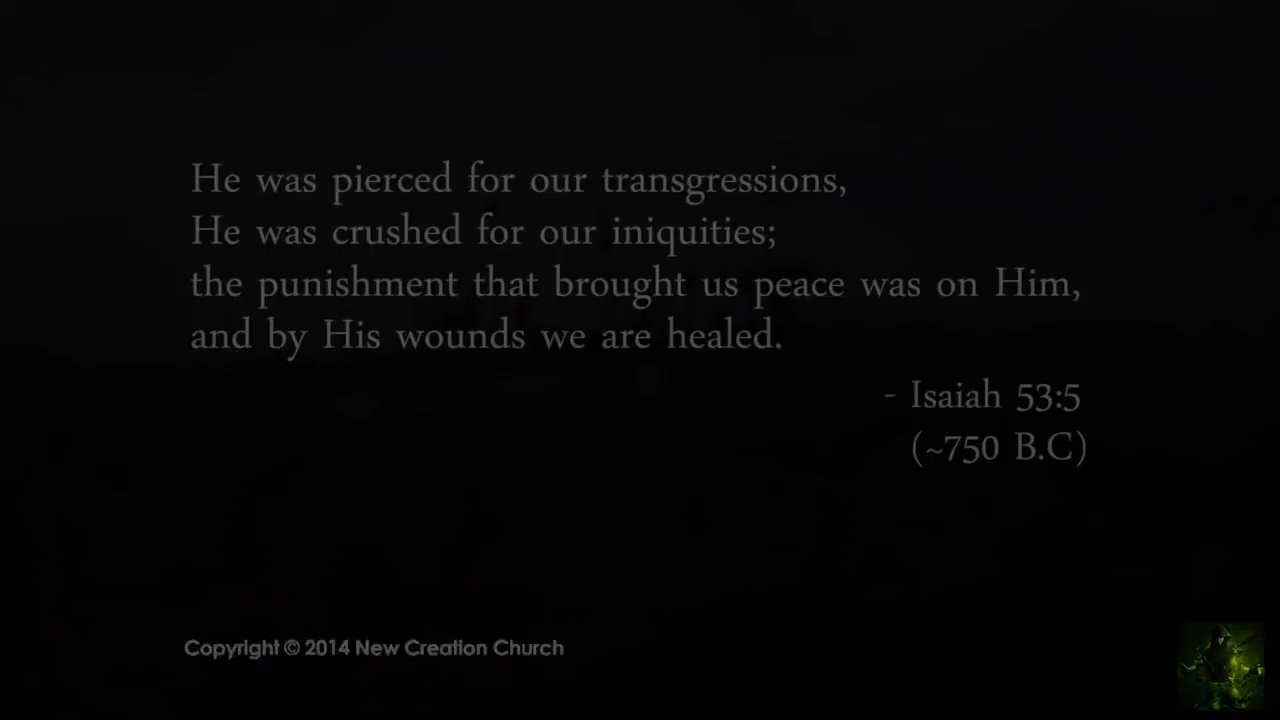 He was pierced for our transgressions,
He was crushed for our iniquities;
the punishment that brought us peace was on Him,
and by His wounds we are healed.
- Isaiah 53:5
(~750 B.C)
Copyright © 2014 New Creation Church